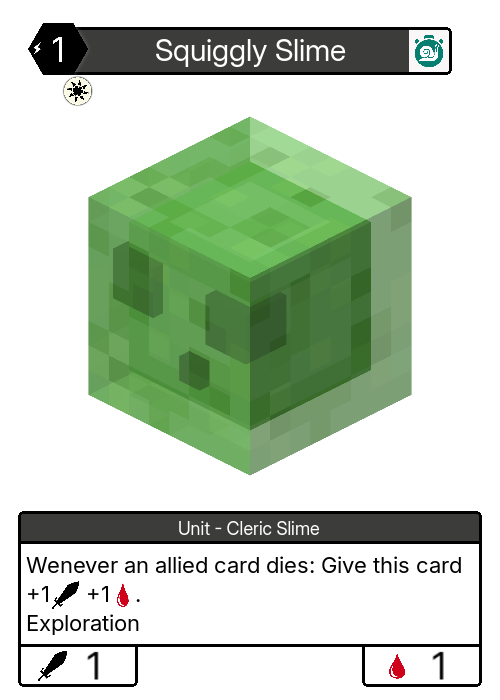 1
Squiggly Slime
Unit - Cleric Slime
Wenever an allied card dies: Give this card
+1 +1 .
Exploration
1
1